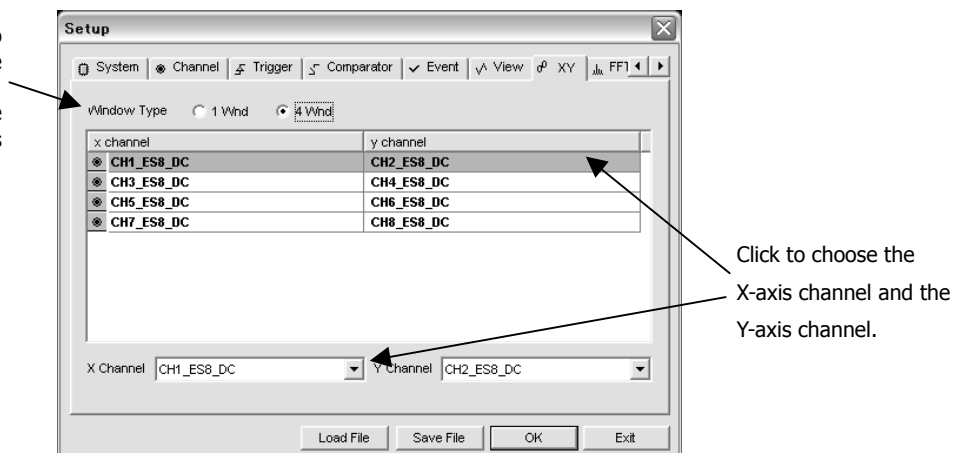 Setup
System Channel Trigger Comparator Event View XY FFT
Window Type 1 Wnd 4 Wnd
x channel y channel
CH1_ES8_DC CH2_ES8_DC
CH3_ES8_DC CH4_ES8_DC
CH5_ES8_DC CH6_ES8_DC
CH7_ES8_DC CH8_ES8_DC
X Channel CH1_ES8_DC Y Channel CH2_ES8_DC
Load File Save File OK Exit
Click to choose the
X-axis channel and the
Y-axis channel.